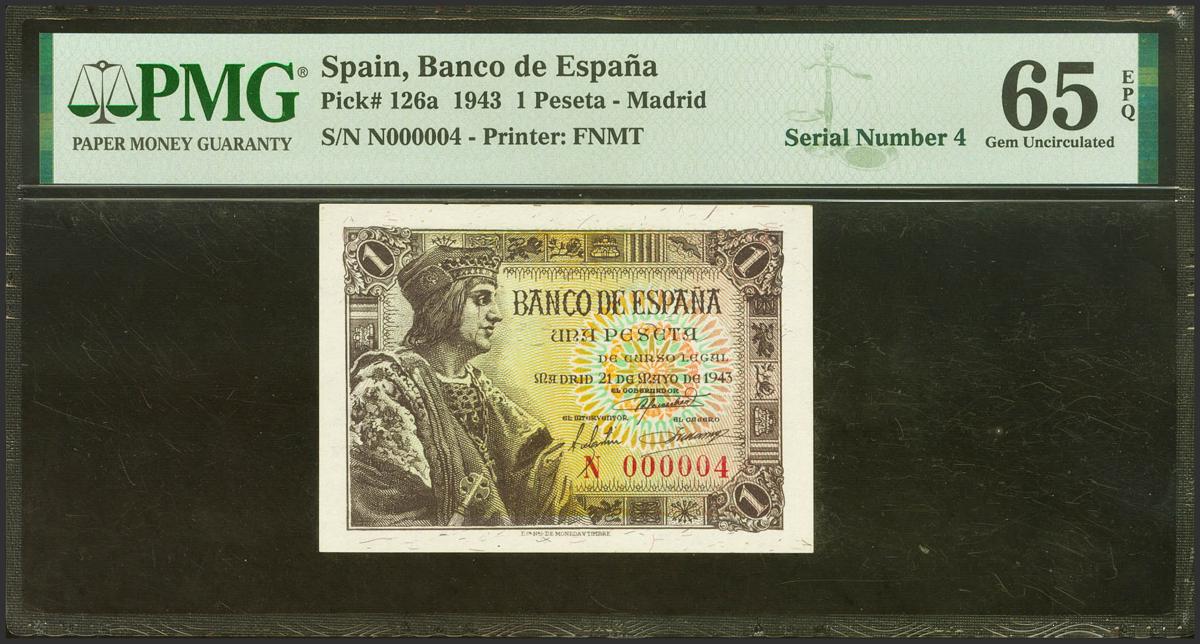 PMG®
PAPER MONEY GUARANTY
Spain, Banco de España
Pick# 126a 1943 1 Peseta - Madrid
S/N N000004 - Printer: FNMT
Serial Number 4
65
EPQ
Gem Uncirculated
1
1
BANCO DE ESPAÑA
UNA PESETA
DE CURSO LEGAL
MADRID 21 DE MAYO DE 1943
EL GOBERNADOR
EL INTERVENTOR EL CAJERO
N 000004
1